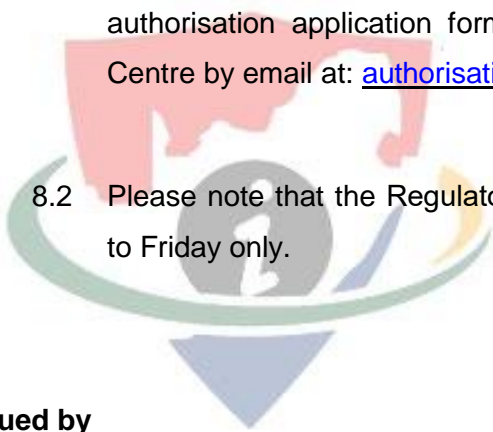 authorisation application form
Centre by email at: authorisati
8.2 Please note that the Regulato
to Friday only.
ued by